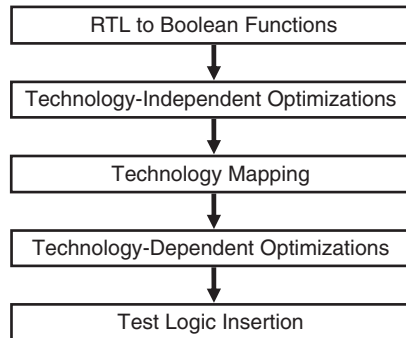 RTL to Boolean Functions
Technology-Independent Optimizations
Technology Mapping
Technology-Dependent Optimizations
Test Logic Insertion